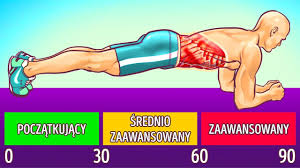 POCZĄTKUJĄCY
ŚREDNIO
ZAAWANSOWANY
ZAAWANSOWANY
0 30 60 90